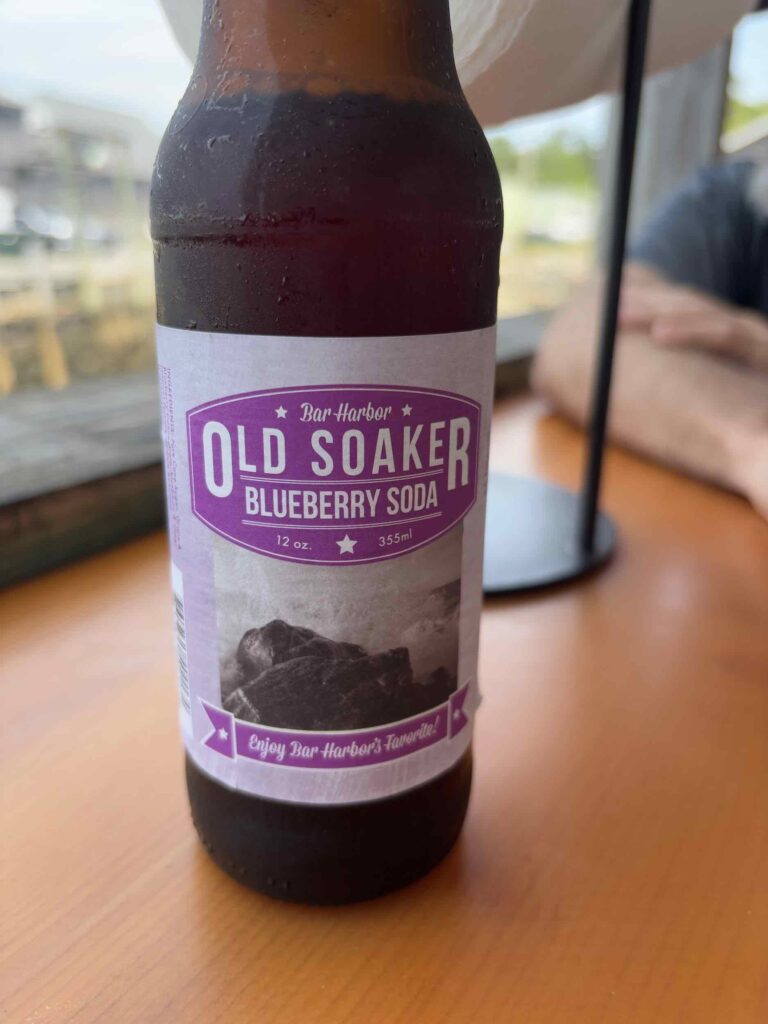 Bar Harbor
OLD SOAKER
BLUEBERRY SODA
12 oz. 355ml
Enjoy Bar Harbor's Favorite!